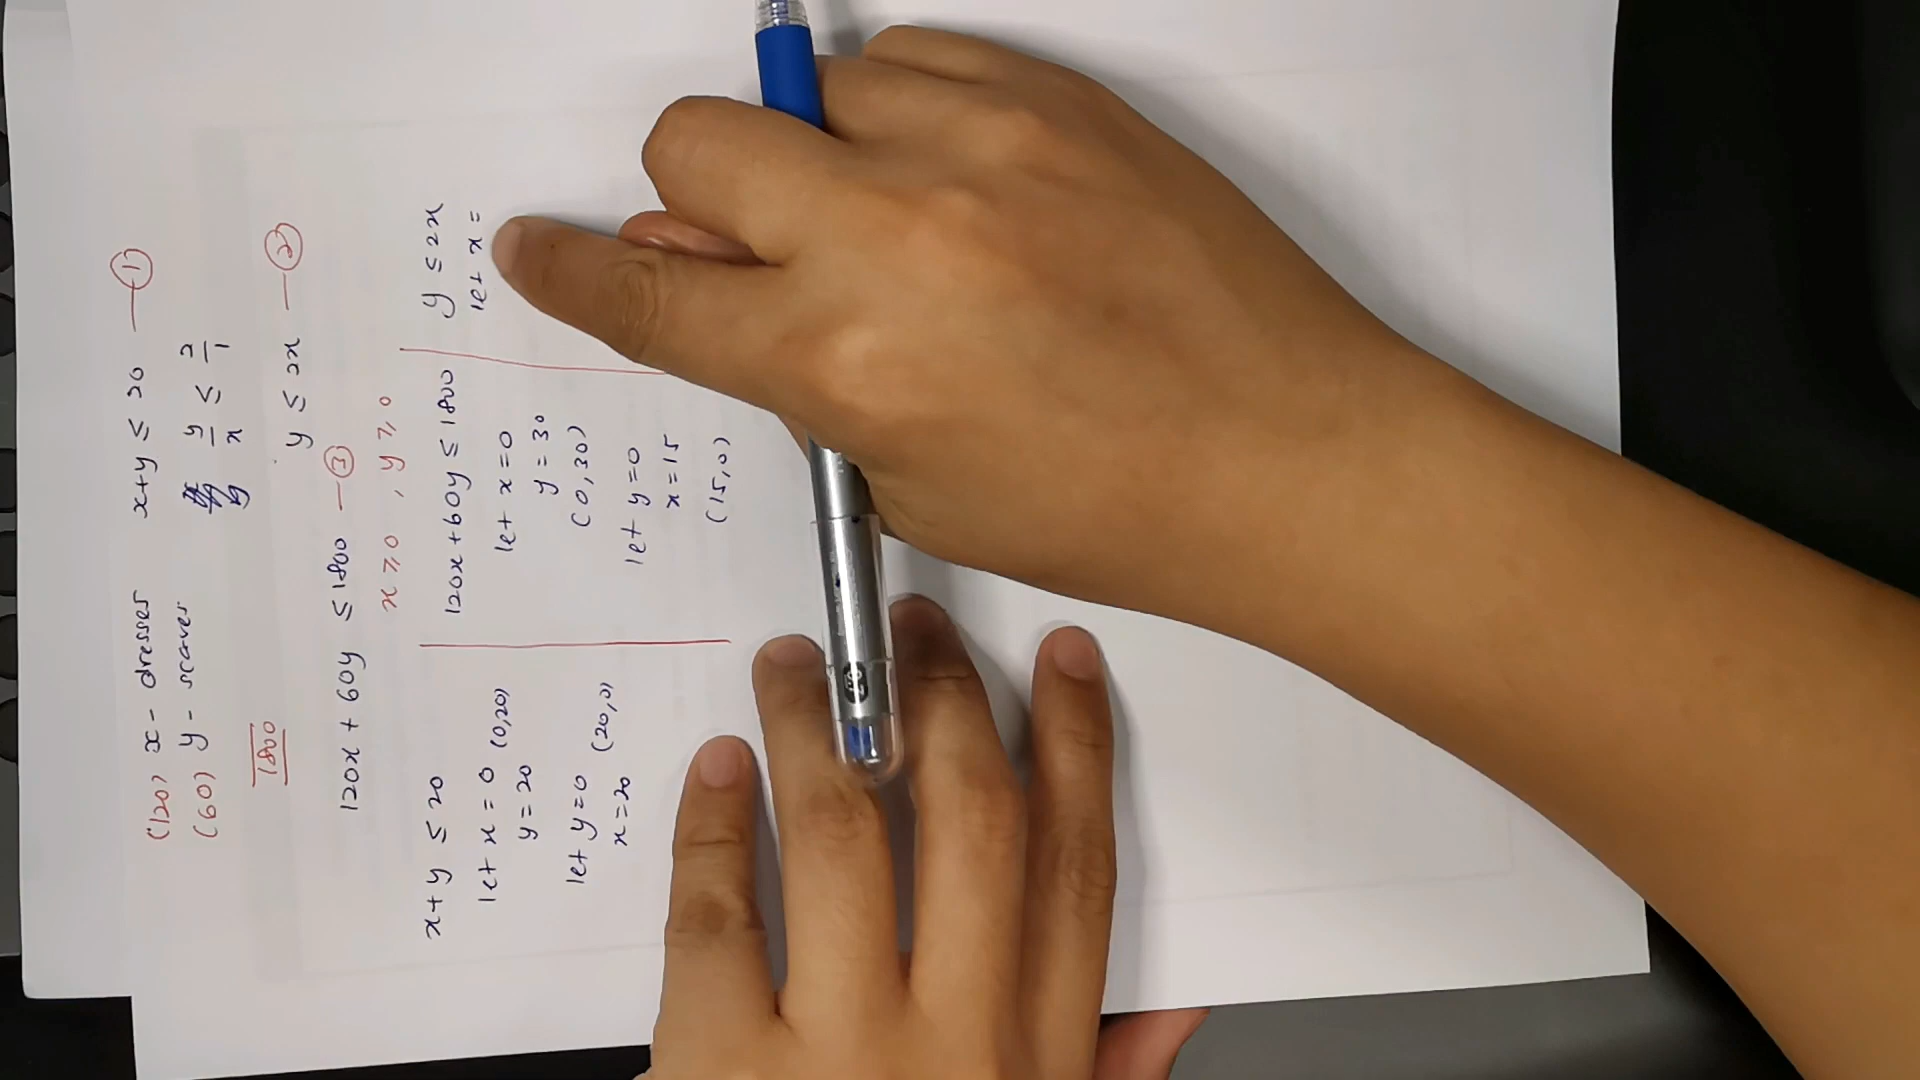 (120) x - dresses x+y ≤ 20 — ①
(60) y - scarves y/x ≤ 2/1
1800
y ≤ 2x — ②
120x + 60y ≤ 1800 — ③
x ≥ 0 , y ≥ 0
x + y ≤ 20
let x = 0 (0,20)
y = 20
let y = 0
x = 20 (20,0)
120x + 60y ≤ 1800
let x = 0
y = 30
(0,30)
let y = 0
x = 15
(15,0)
y ≤ 2x
let x =